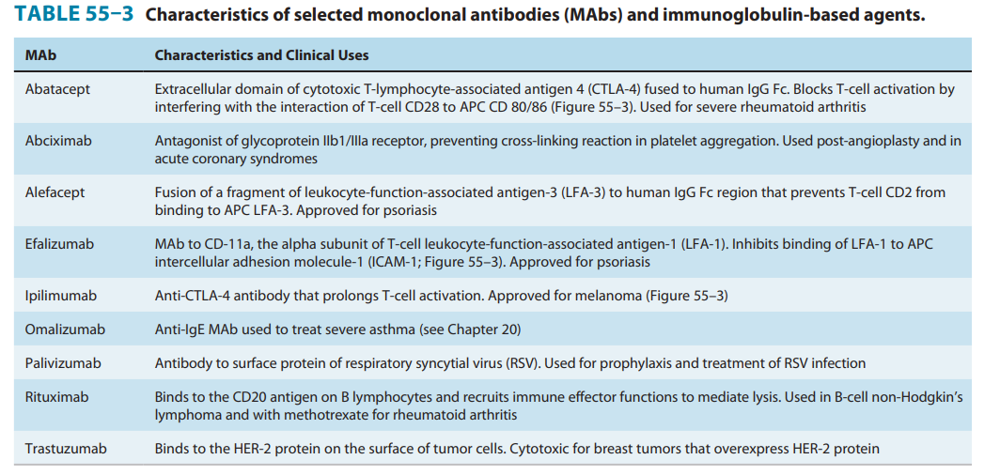 TABLE 55–3 Characteristics of selected monoclonal antibodies (MAbs) and immunoglobulin-based agents.
MAb Characteristics and Clinical Uses
Abatacept Extracellular domain of cytotoxic T-lymphocyte-associated antigen 4 (CTLA-4) fused to human IgG Fc. Blocks T-cell activation by
interfering with the interaction of T-cell CD28 to APC CD 80/86 (Figure 55–3). Used for severe rheumatoid arthritis
Abciximab Antagonist of glycoprotein IIb1/IIIa receptor, preventing cross-linking reaction in platelet aggregation. Used post-angioplasty and in
acute coronary syndromes
Alefacept Fusion of a fragment of leukocyte-function-associated antigen-3 (LFA-3) to human IgG Fc region that prevents T-cell CD2 from
binding to APC LFA-3. Approved for psoriasis
Efalizumab MAb to CD-11a, the alpha subunit of T-cell leukocyte-function-associated antigen-1 (LFA-1). Inhibits binding of LFA-1 to APC
intercellular adhesion molecule-1 (ICAM-1; Figure 55–3). Approved for psoriasis
Ipilimumab Anti-CTLA-4 antibody that prolongs T-cell activation. Approved for melanoma (Figure 55–3)
Omalizumab Anti-IgE MAb used to treat severe asthma (see Chapter 20)
Palivizumab Antibody to surface protein of respiratory syncytial virus (RSV). Used for prophylaxis and treatment of RSV infection
Rituximab Binds to the CD20 antigen on B lymphocytes and recruits immune effector functions to mediate lysis. Used in B-cell non-Hodgkin's
lymphoma and with methotrexate for rheumatoid arthritis
Trastuzumab Binds to the HER-2 protein on the surface of tumor cells. Cytotoxic for breast tumors that overexpress HER-2 protein